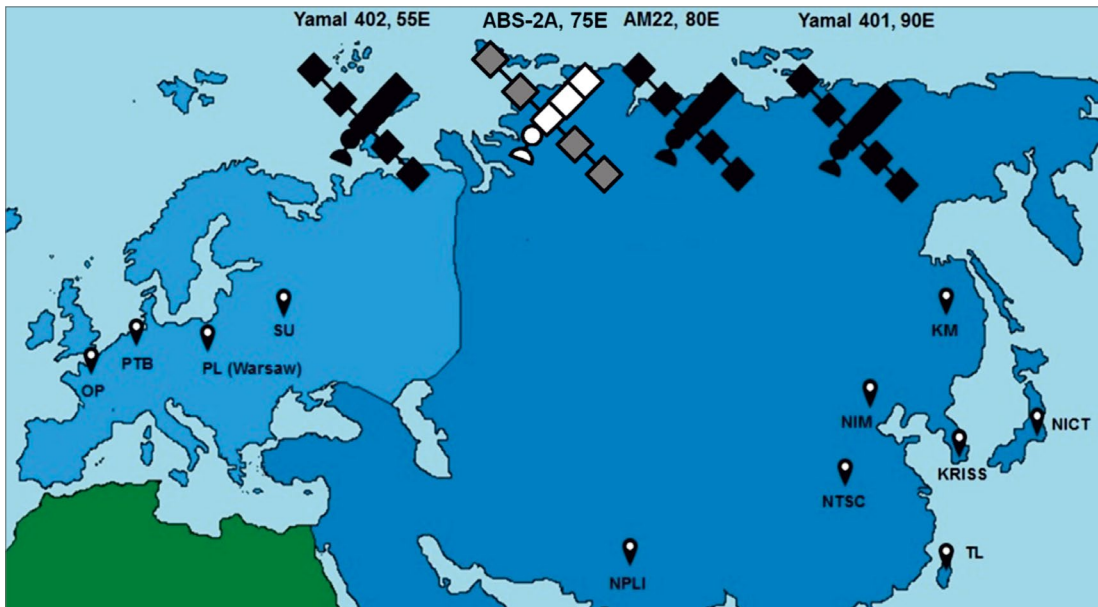 Yamal 402, 55E
ABS-2A, 75E
AM22, 80E
Yamal 401, 90E
SU
KM
PTB
PL (Warsaw)
OP
NIM
NICT
KRISS
NTSC
TL
NPLI